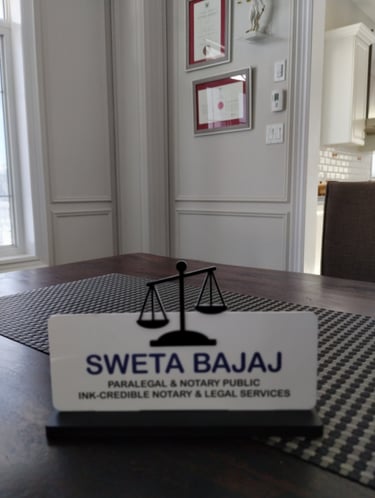 SWETA BAJAJ
PARALEGAL & NOTARY PUBLIC
INK-CREDIBLE NOTARY & LEGAL SERVICES